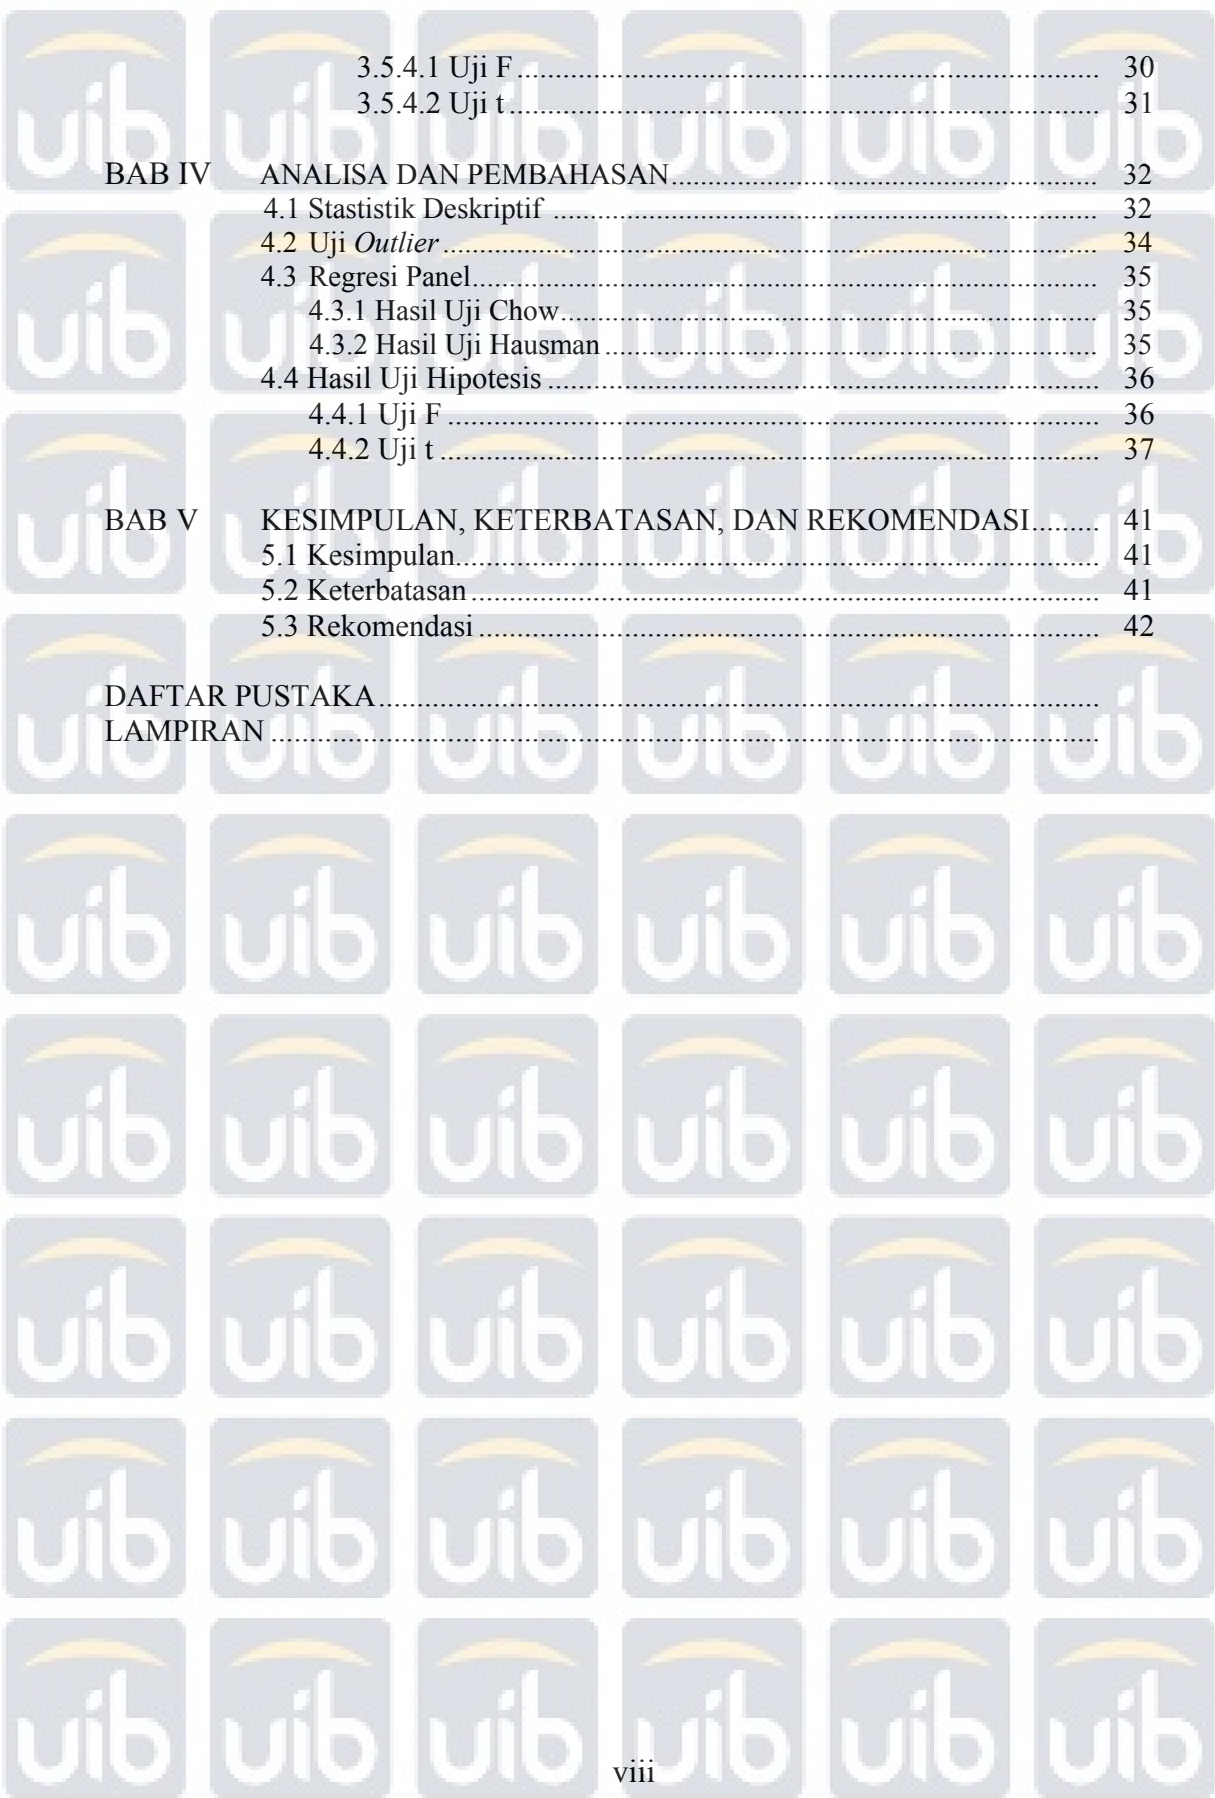 3.5.4.1 Uji F ........................................................................ 30
3.5.4.2 Uji t ........................................................................ 31
BAB IV ANALISA DAN PEMBAHASAN ........................................................ 32
4.1 Stastistik Deskriptif ........................................................................ 32
4.2 Uji Outlier ........................................................................ 34
4.3 Regresi Panel ........................................................................ 35
4.3.1 Hasil Uji Chow ........................................................................ 35
4.3.2 Hasil Uji Hausman ................................................................ 35
4.4 Hasil Uji Hipotesis ........................................................................ 36
4.4.1 Uji F ........................................................................ 36
4.4.2 Uji t ........................................................................ 37
BAB V KESIMPULAN, KETERBATASAN, DAN REKOMENDASI ......... 41
5.1 Kesimpulan ........................................................................ 41
5.2 Keterbatasan ........................................................................ 41
5.3 Rekomendasi ........................................................................ 42
DAFTAR PUSTAKA ........................................................................
LAMPIRAN ........................................................................
viii